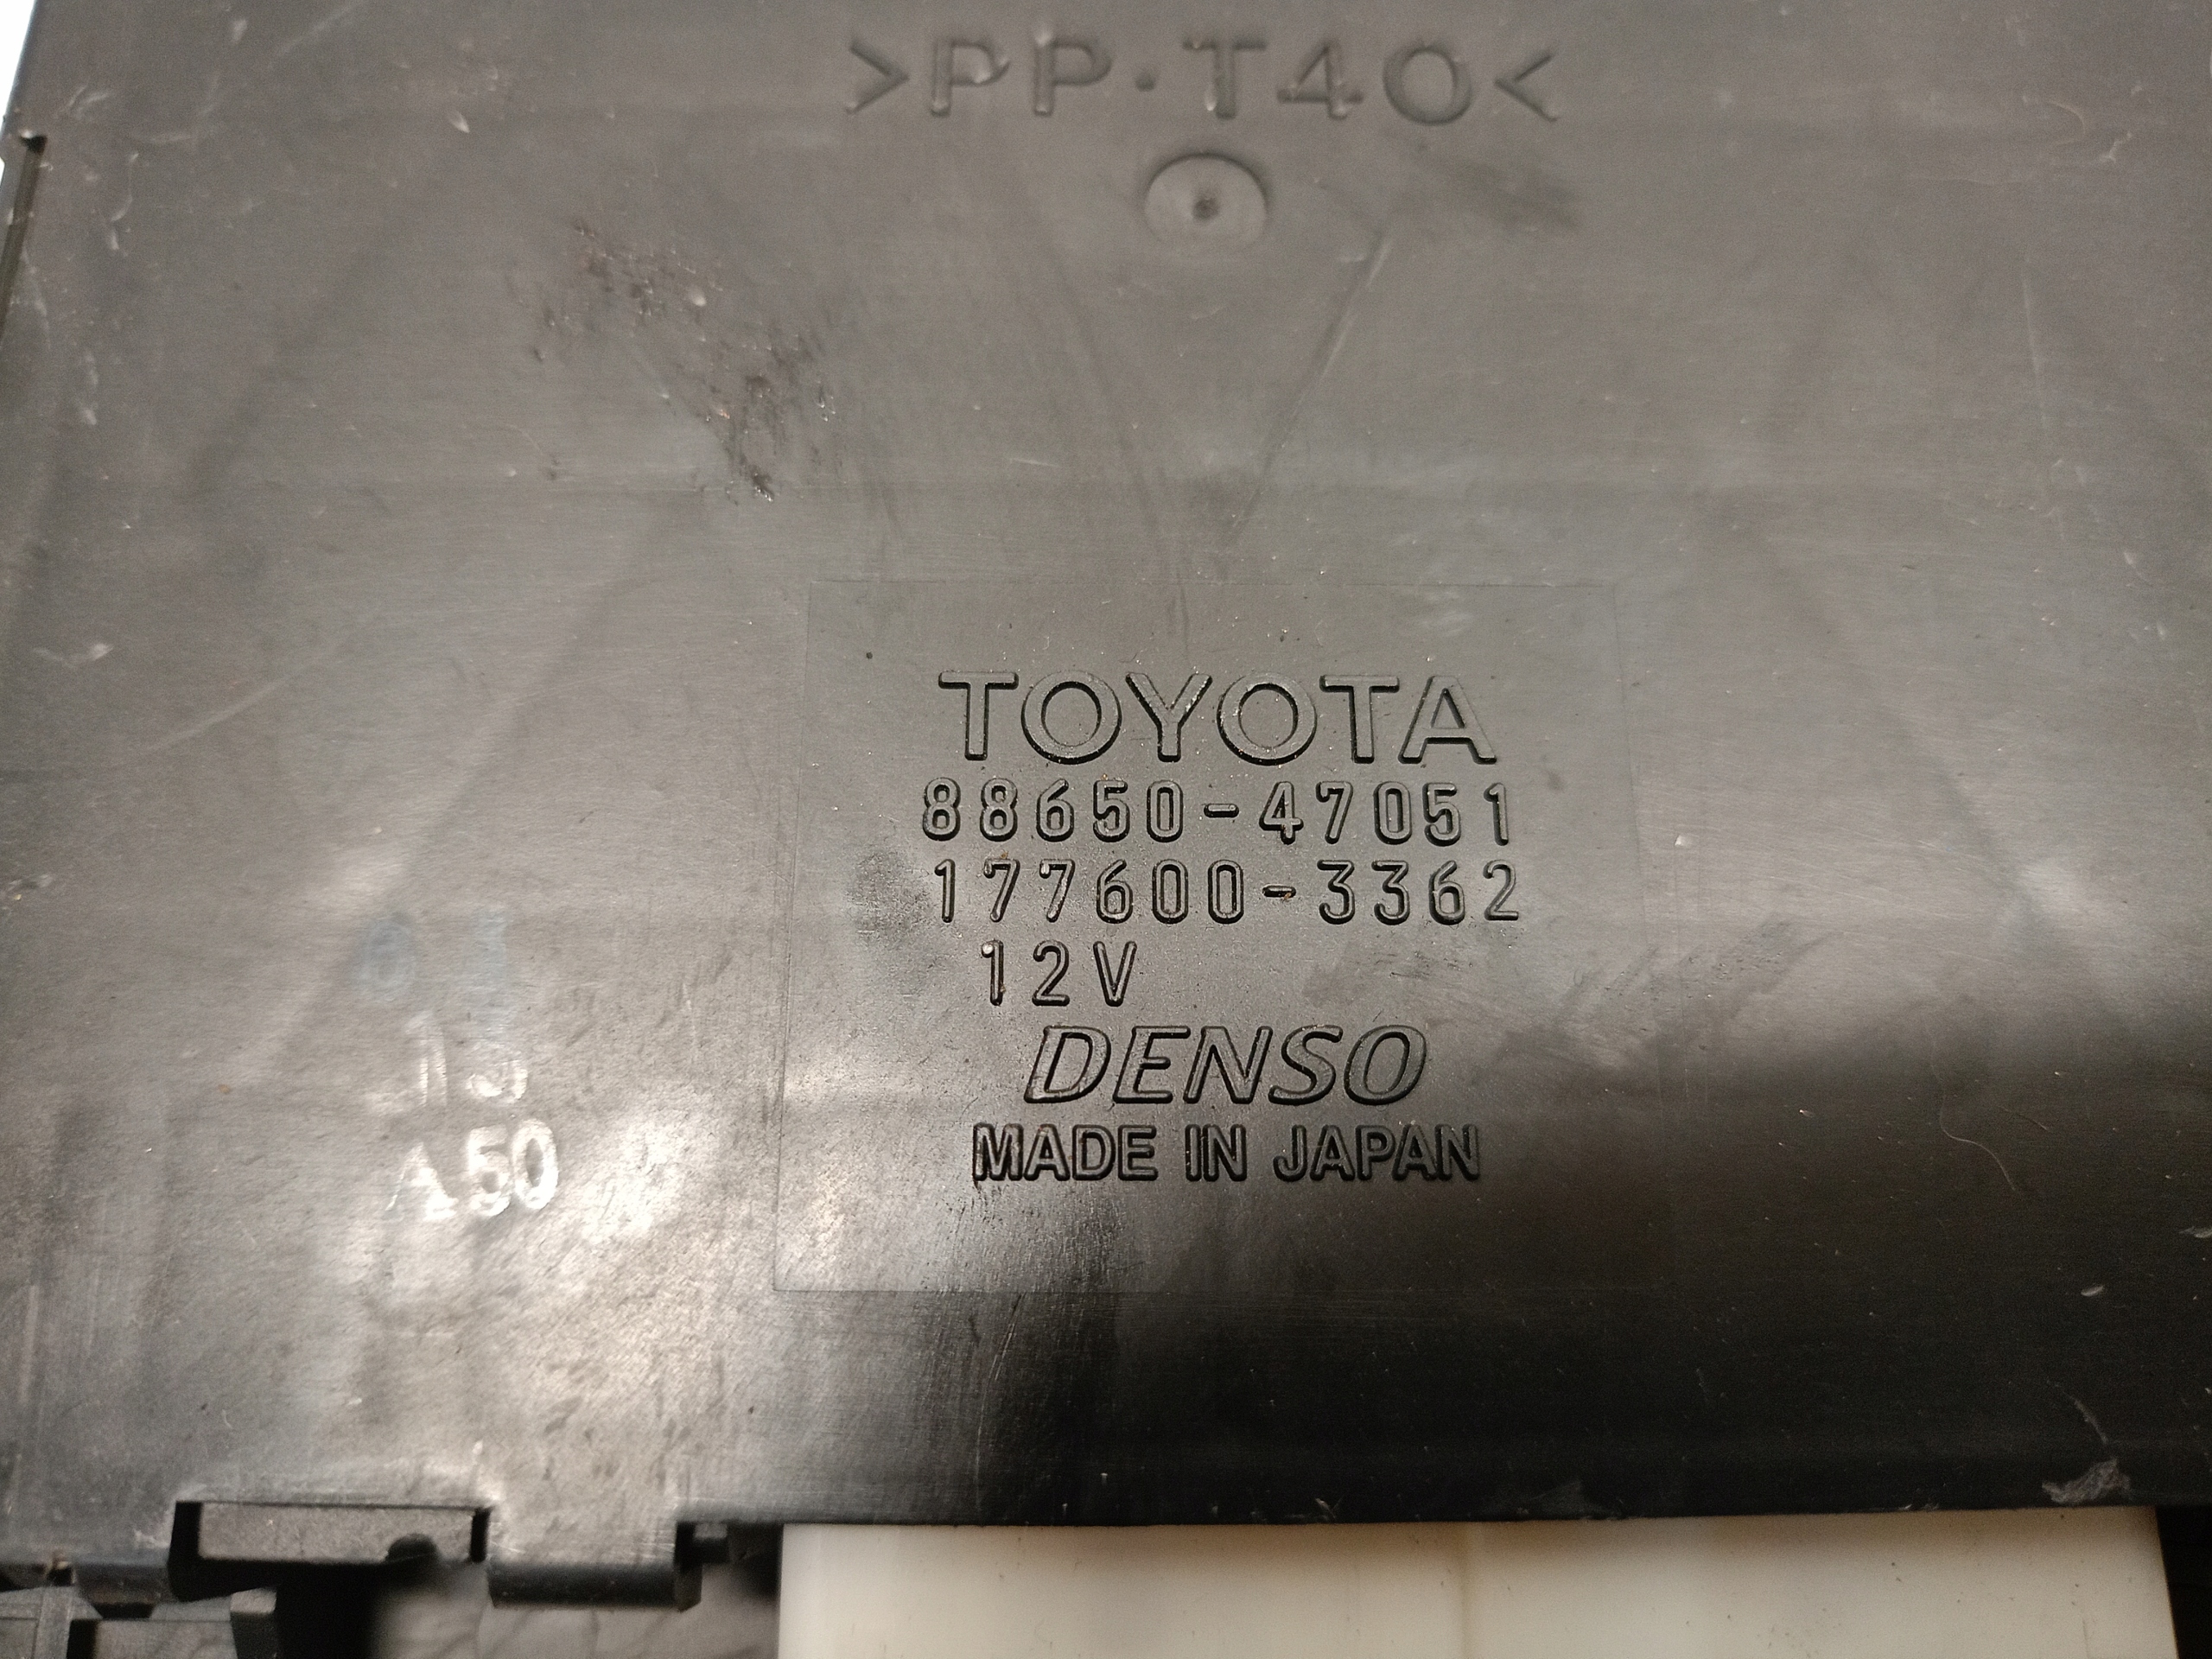 >PP·T40<
TOYOTA
88650-47051
177600-3362
12V
DENSO
MADE IN JAPAN
A50